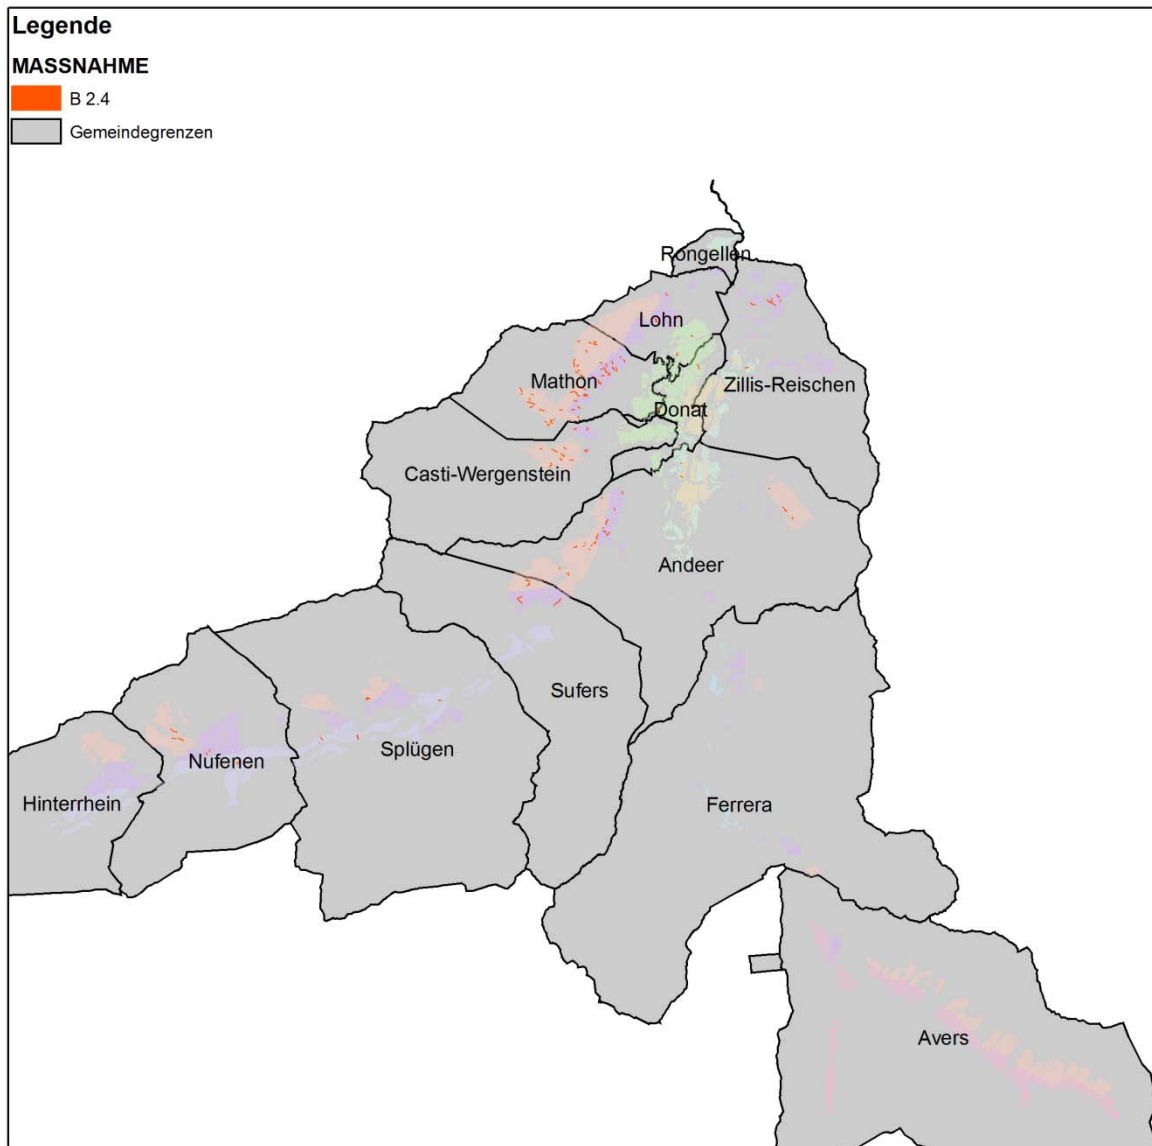 Legende
MASSNAHME
B 2.4
Gemeindegrenzen
Rongellen
Lohn
Mathon
Zillis-Reischen
Donat
Casti-Wergenstein
Andeer
Sufers
Splügen
Nufenen
Hinterrhein
Ferrera
Avers